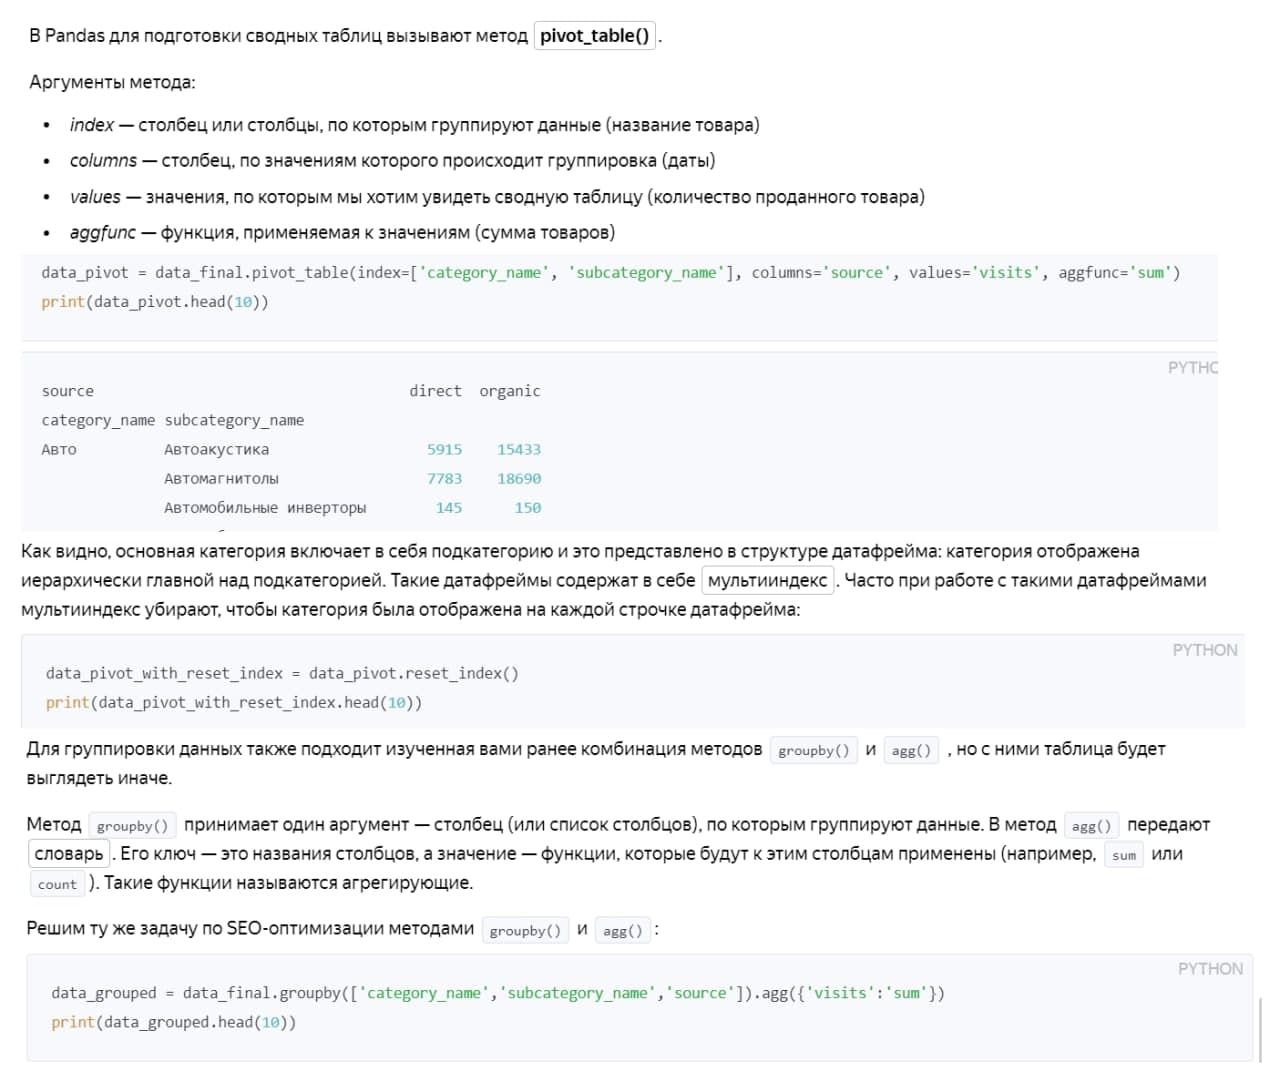 В Pandas для подготовки сводных таблиц вызывают метод pivot_table() .
Аргументы метода:
• index — столбец или столбцы, по которым группируют данные (название товара)
• columns — столбец, по значениям которого происходит группировка (даты)
• values — значения, по которым мы хотим увидеть сводную таблицу (количество проданного товара)
• aggfunc — функция, применяемая к значениям (сумма товаров)
data_pivot = data_final.pivot_table(index=['category_name', 'subcategory_name'], columns='source', values='visits', aggfunc='sum')
print(data_pivot.head(10))
PYTHO
source direct organic
category_name subcategory_name
Авто Автоакустика 5915 15433
Автомагнитолы 7783 18690
Автомобильные инверторы 145 150
Как видно, основная категория включает в себя подкатегорию и это представлено в структуре датафрейма: категория отображена
иерархически главной над подкатегорией. Такие датафреймы содержат в себе мультииндекс . Часто при работе с такими датафреймами
мультииндекс убирают, чтобы категория была отображена на каждой строчке датафрейма:
PYTHON
data_pivot_with_reset_index = data_pivot.reset_index()
print(data_pivot_with_reset_index.head(10))
Для группировки данных также подходит изученная вами ранее комбинация методов groupby() и agg() , но с ними таблица будет
выглядеть иначе.
Метод groupby() принимает один аргумент — столбец (или список столбцов), по которым группируют данные. В метод agg() передают
словарь . Его ключ — это названия столбцов, а значение — функции, которые будут к этим столбцам применены (например, sum или
count ). Такие функции называются агрегирующие.
Решим ту же задачу по SEO-оптимизации методами groupby() и agg() :
PYTHON
data_grouped = data_final.groupby(['category_name','subcategory_name','source']).agg({'visits':'sum'})
print(data_grouped.head(10))